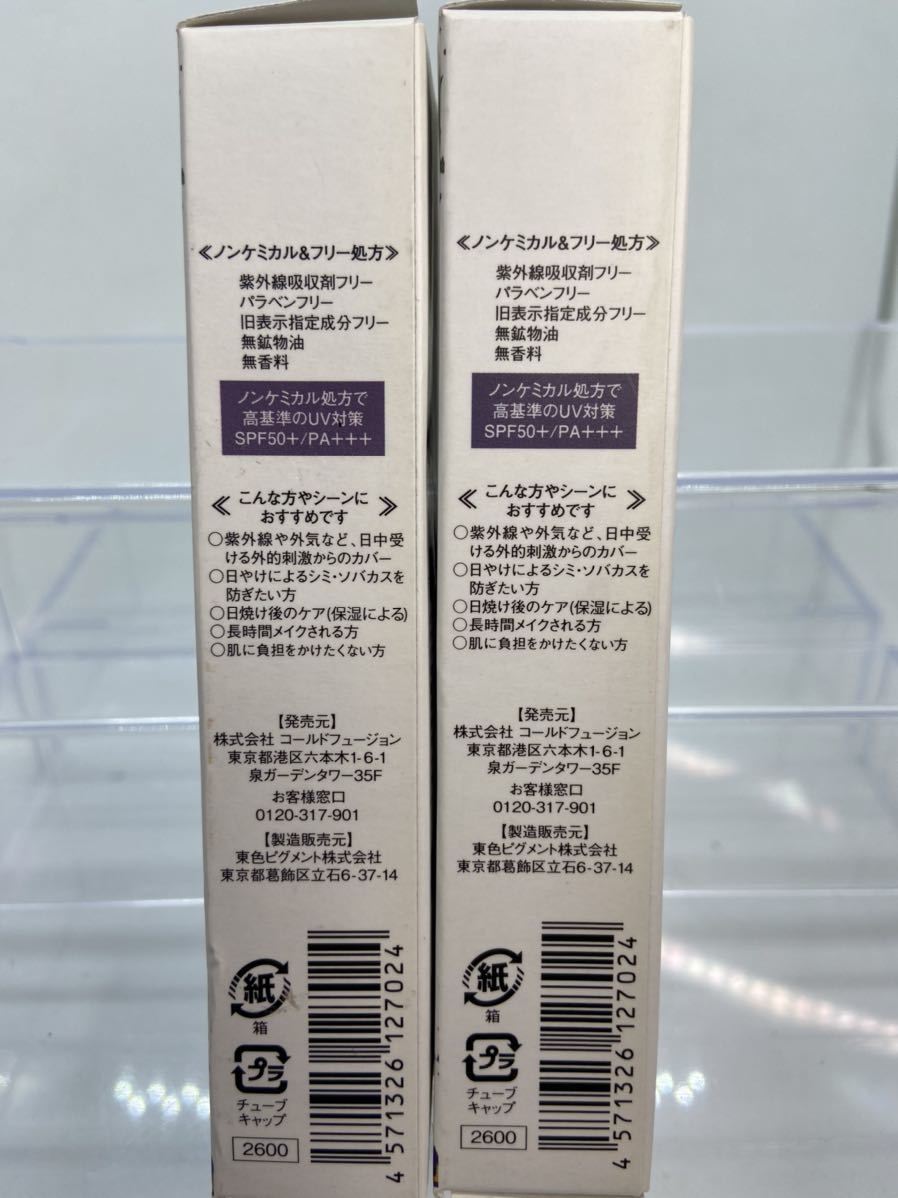 ≪ノンケミカル&フリー処方≫
紫外線吸収剤フリー
パラベンフリー
旧表示指定成分フリー
無鉱物油
無香料
ノンケミカル処方で
高基準のUV対策
SPF50+/PA+++
≪こんな方やシーンに
おすすめです≫
○紫外線や外気など、日中受
ける外的刺激からのカバー
○日やけによるシミ・ソバカスを
防ぎたい方
○日焼け後のケア(保湿による)
○長時間メイクされる方
○肌に負担をかけたくない方
【発売元】
株式会社 コールドフュージョン
東京都港区六本木1-6-1
泉ガーデンタワー35F
お客様窓口
0120-317-901
【製造販売元】
東色ピグメント株式会社
東京都葛飾区立石6-37-14
紙
箱
プラ
チューブ
キャップ
2600
4 571326 127024
≪ノンケミカル&フリー処方≫
紫外線吸収剤フリー
パラベンフリー
旧表示指定成分フリー
無鉱物油
無香料
ノンケミカル処方で
高基準のUV対策
SPF50+/PA+++
≪こんな方やシーンに
おすすめです≫
○紫外線や外気など、日中受
ける外的刺激からのカバー
○日やけによるシミ・ソバカスを
防ぎたい方
○日焼け後のケア(保湿による)
○長時間メイクされる方
○肌に負担をかけたくない方
【発売元】
株式会社 コールドフュージョン
東京都港区六本木1-6-1
泉ガーデンタワー35F
お客様窓口
0120-317-901
【製造販売元】
東色ピグメント株式会社
東京都葛飾区立石6-37-14
紙
箱
プラ
チューブ
キャップ
2600
4 571326 127024